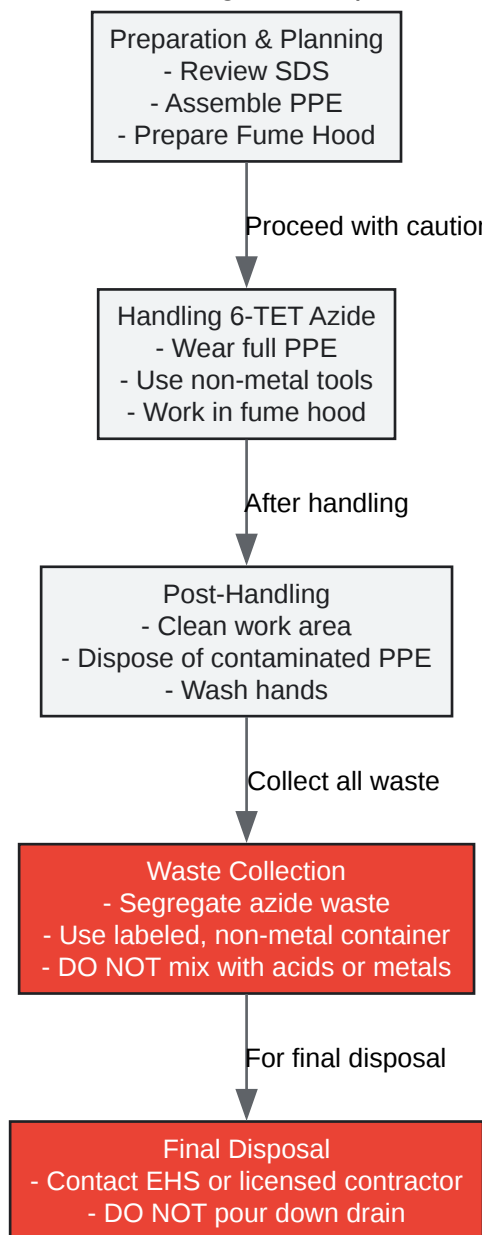 Preparation & Planning
- Review SDS
- Assemble PPE
- Prepare Fume Hood
Proceed with caution
Handling 6-TET Azide
- Wear full PPE
- Use non-metal tools
- Work in fume hood
After handling
Post-Handling
- Clean work area
- Dispose of contaminated PPE
- Wash hands
Collect all waste
Waste Collection
- Segregate azide waste
- Use labeled, non-metal container
- DO NOT mix with acids or metals
For final disposal
Final Disposal
- Contact EHS or licensed contractor
- DO NOT pour down drain